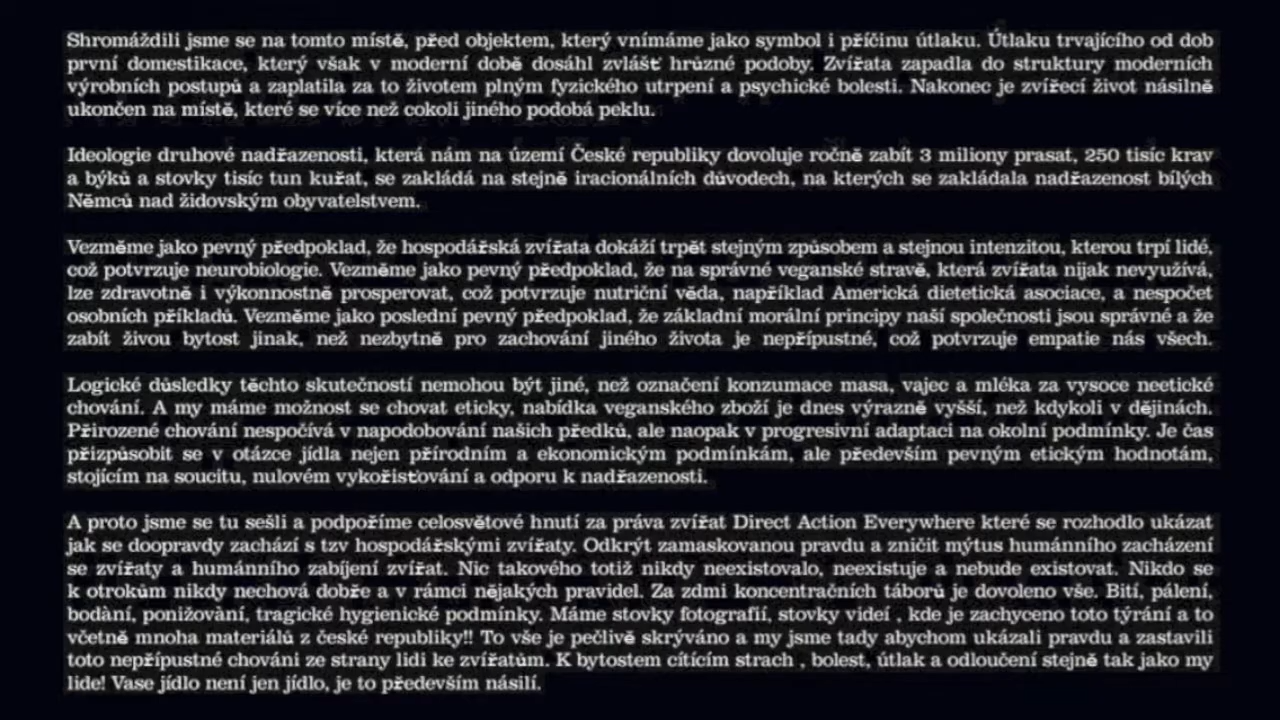 Shromáždili jsme se na tomto místě, před objektem, který vnímáme jako symbol i příčinu útlaku. Útlaku trvajícího od dob
první domestikace, který však v moderní době dosáhl zvlášť hrůzné podoby. Zvířata zapadla do struktury moderních
výrobních postupů a zaplatila za to životem plným fyzického utrpení a psychické bolesti. Nakonec je zvířecí život násilně
ukončen na místě, které se více než cokoli jiného podobá peklu.
Ideologie druhové nadřazenosti, která nám na území České republiky dovoluje ročně zabít 3 miliony prasat, 250 tisíc krav
a býků a stovky tisíc tun kuřat, se zakládá na stejně iracionálních důvodech, na kterých se zakládala nadřazenost bílých
Němců nad židovským obyvatelstvem.
Vezměme jako pevný předpoklad, že hospodářská zvířata dokáží trpět stejným způsobem a stejnou intenzitou, kterou trpí lidé,
což potvrzuje neurobiologie. Vezměme jako pevný předpoklad, že na správné veganské stravě, která zvířata nijak nevyužívá,
lze zdravotně i výkonnostně prosperovat, což potvrzuje nutriční věda, například Americká dietetická asociace, a nespočet
osobních příkladů. Vezměme jako poslední pevný předpoklad, že základní morální principy naší společnosti jsou správné a že
zabít živou bytost jinak, než nezbytně pro zachování jiného života je nepřípustné, což potvrzuje empatie nás všech.
Logické důsledky těchto skutečností nemohou být jiné, než označení konzumace masa, vajec a mléka za vysoce neetické
chování. A my máme možnost se chovat eticky, nabídka veganského zboží je dnes výrazně vyšší, než kdykoli v dějinách.
Přirozené chování nespočívá v napodobování našich předků, ale naopak v progresivní adaptaci na okolní podmínky. Je čas
přizpůsobit se v otázce jídla nejen přírodním a ekonomickým podmínkám, ale především pevným etickým hodnotám,
stojícím na soucitu, nulovém vykořisťování a odporu k nadřazenosti.
A proto jsme se tu sešli a podpoříme celosvětové hnutí za práva zvířat Direct Action Everywhere které se rozhodlo ukázat
jak se doopravdy zachází s tzv hospodářskými zvířaty. Odkrýt zamaskovanou pravdu a zničit mýtus humánního zacházení
se zvířaty a humánního zabíjení zvířat. Nic takového totiž nikdy neexistovalo, neexistuje a nebude existovat. Nikdo se
k otrokům nikdy nechová dobře a v rámci nějakých pravidel. Za zdmi koncentračních táborů je dovoleno vše. Bití, pálení,
bodàní, ponižovàní, tragické hygienické podmínky. Máme stovky fotografií, stovky videí , kde je zachyceno toto týrání a to
včetně mnoha materiálů z české republiky!! To vše je pečlivě skrýváno a my jsme tady abychom ukázali pravdu a zastavili
toto nepřípustné chování ze strany lidi ke zvířatům. K bytostem cítícím strach , bolest, útlak a odloučení stejně tak jako my
lide! Vase jídlo není jen jídlo, je to především násilí.